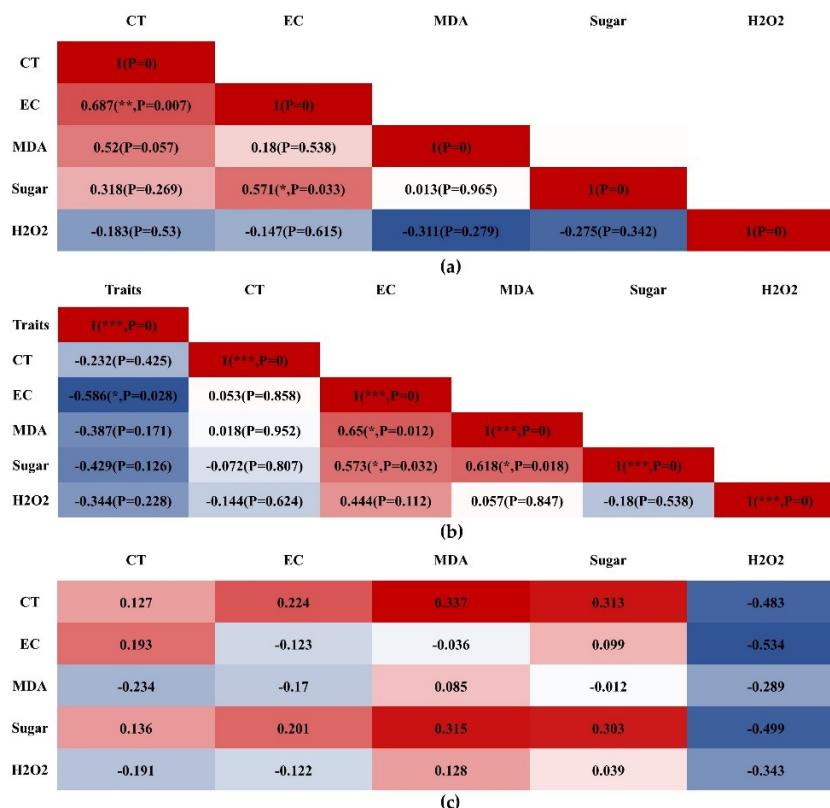 CT EC MDA Sugar H2O2
CT 1(P=0)
EC 0.687(**,P=0.007) 1(P=0)
MDA 0.52(P=0.057) 0.18(P=0.538) 1(P=0)
Sugar 0.318(P=0.269) 0.571(*,P=0.033) 0.013(P=0.965) 1(P=0)
H2O2 -0.183(P=0.53) -0.147(P=0.615) -0.311(P=0.279) -0.275(P=0.342) 1(P=0)
(a)
Traits CT EC MDA Sugar H2O2
Traits 1(***,P=0)
CT -0.232(P=0.425) 1(***,P=0)
EC -0.586(*,P=0.028) 0.053(P=0.858) 1(***,P=0)
MDA -0.387(P=0.171) 0.018(P=0.952) 0.65(*,P=0.012) 1(***,P=0)
Sugar -0.429(P=0.126) -0.072(P=0.807) 0.573(*,P=0.032) 0.618(*,P=0.018) 1(***,P=0)
H2O2 -0.344(P=0.228) -0.144(P=0.624) 0.444(P=0.112) 0.057(P=0.847) -0.18(P=0.538) 1(***,P=0)
(b)
CT EC MDA Sugar H2O2
CT 0.127 0.224 0.337 0.313 -0.483
EC 0.193 -0.123 -0.036 0.099 -0.534
MDA -0.234 -0.17 0.085 -0.012 -0.289
Sugar 0.136 0.201 0.315 0.303 -0.499
H2O2 -0.191 -0.122 0.128 0.039 -0.343
(c)